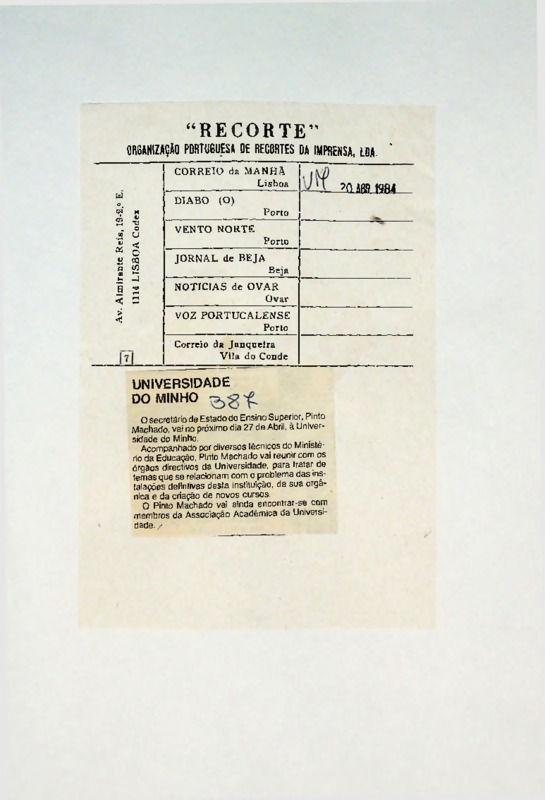 "RECORTE"
ORGANIZAÇÃO PORTUGUESA DE RECORTES DA IMPRENSA, LDA.
Av. Almirante Reis, 19-2.º E.
1114 LISBOA Codex
7
CORREIO da MANHÃ
Lisboa
20 ABR. 1984
DIABO (O)
Porto
VENTO NORTE
Porto
JORNAL de BEJA
Beja
NOTICIAS de OVAR
Ovar
VOZ PORTUCALENSE
Porto
Correio da Junqueira
Vila do Conde
UNIVERSIDADE
DO MINHO
387
O secretário de Estado do Ensino Superior, Pinto
Machado, vai no próximo dia 27 de Abril, à Univer-
sidade do Minho.
Acompanhado por diversos técnicos do Ministé-
rio da Educação, Pinto Machado vai reunir com os
órgãos directivos da Universidade, para tratar de
temas que se relacionam com o problema das ins-
talações definitivas desta instituição, da sua orgâ-
nica e da criação de novos cursos.
O Pinto Machado vai ainda encontrar-se com
membros da Associação Académica da Universi-
dade.